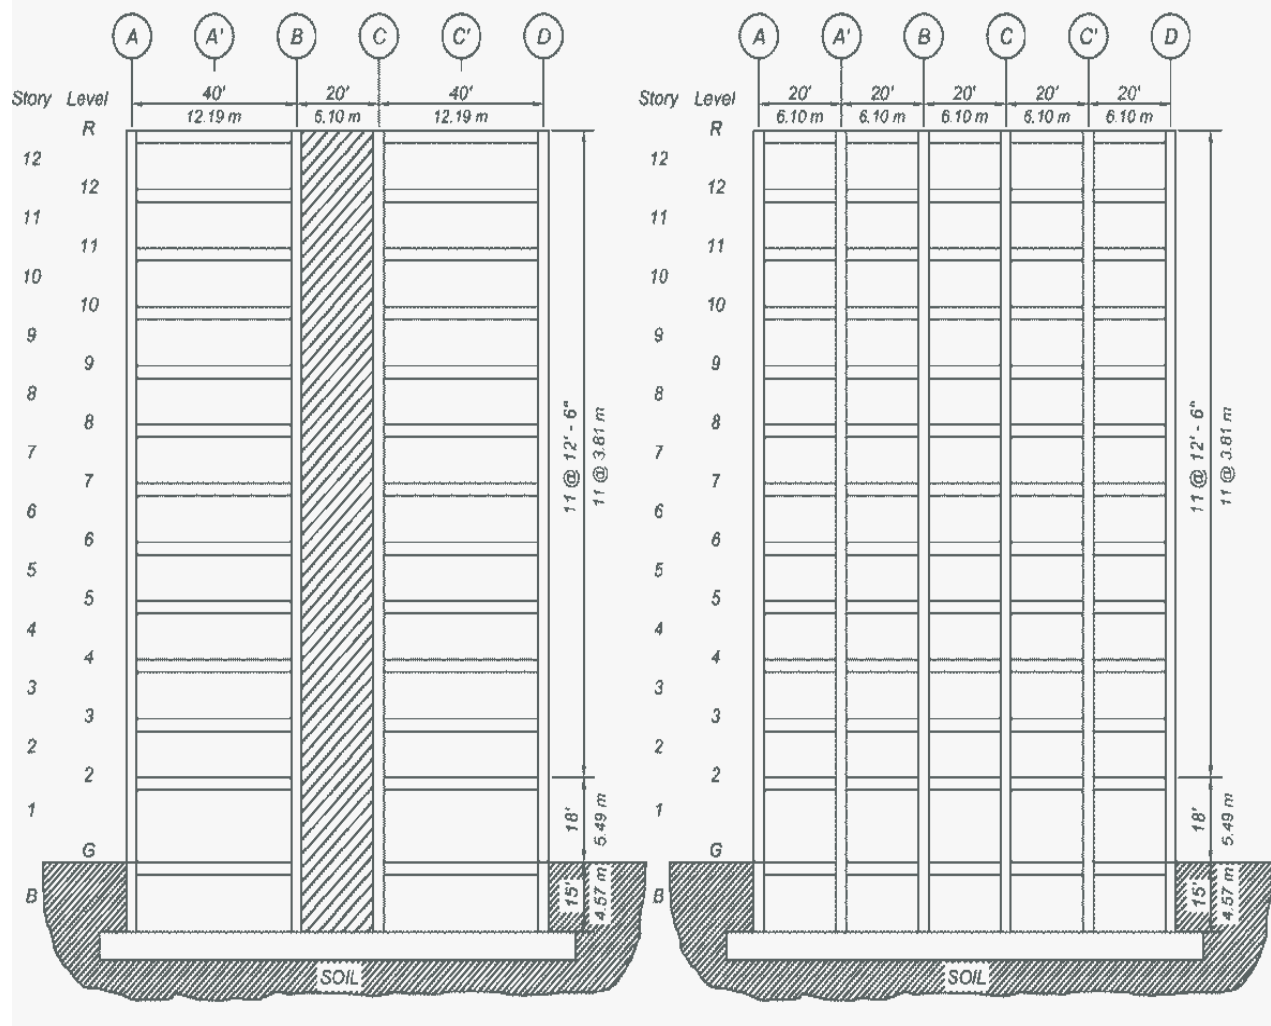 A A' B C C' D
40' 20' 40'
Story Level 12.19 m 6.10 m 12.19 m
R
12
12
11
11
10
10
9
9
8
8
7
7
6
6
5
5
4
4
3
3
2
2
1
G
B
11 @ 12' - 6"
11 @ 3.81 m
18'
5.49 m
15'
4.57 m
SOIL
A A' B C C' D
20' 20' 20' 20' 20'
Story Level 6.10 m 6.10 m 6.10 m 6.10 m 6.10 m
R
12
12
11
11
10
10
9
9
8
8
7
7
6
6
5
5
4
4
3
3
2
2
1
G
B
11 @ 12' - 6"
11 @ 3.81 m
18'
5.49 m
15'
4.57 m
SOIL